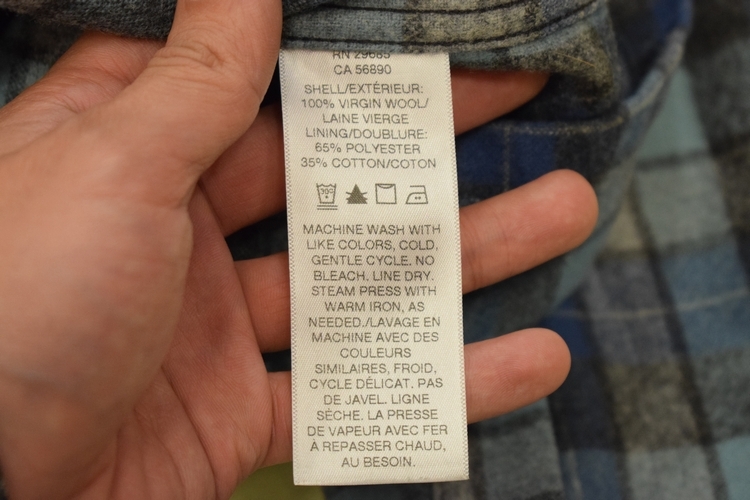 RN 29685
CA 56890
SHELL/EXTÉRIEUR:
100% VIRGIN WOOL/
LAINE VIERGE
LINING/DOUBLURE:
65% POLYESTER
35% COTTON/COTON
30°
MACHINE WASH WITH
LIKE COLORS, COLD,
GENTLE CYCLE. NO
BLEACH. LINE DRY.
STEAM PRESS WITH
WARM IRON, AS
NEEDED./LAVAGE EN
MACHINE AVEC DES
COULEURS
SIMILAIRES, FROID,
CYCLE DÉLICAT. PAS
DE JAVEL. LIGNE
SÈCHE. LA PRESSE
DE VAPEUR AVEC FER
À REPASSER CHAUD,
AU BESOIN.